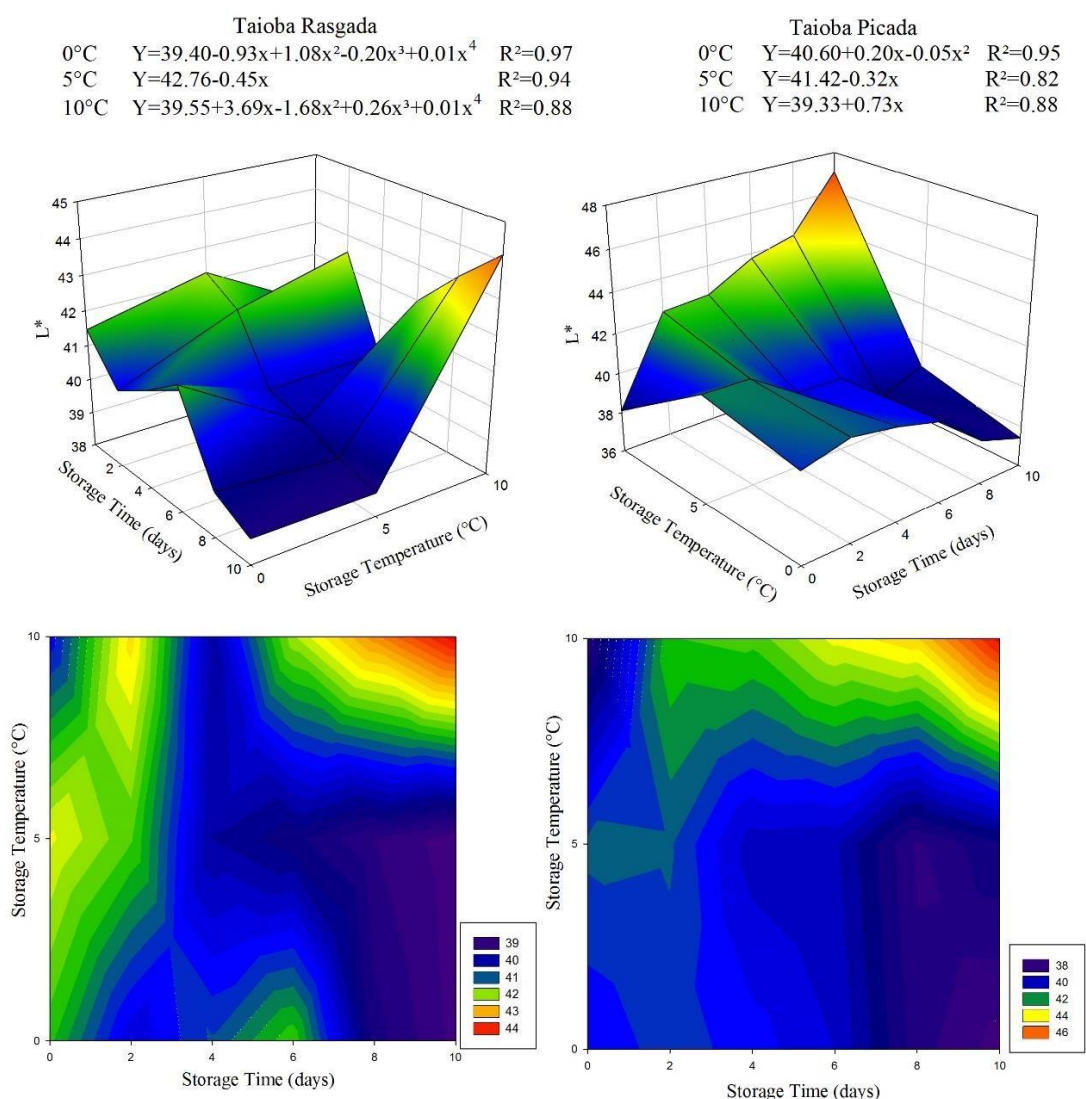 Taioba Rasgada
0°C Y=39.40-0.93x+1.08x²-0.20x³+0.01x⁴ R²=0.97
5°C Y=42.76-0.45x R²=0.94
10°C Y=39.55+3.69x-1.68x²+0.26x³+0.01x⁴ R²=0.88
Taioba Picada
0°C Y=40.60+0.20x-0.05x² R²=0.95
5°C Y=41.42-0.32x R²=0.82
10°C Y=39.33+0.73x R²=0.88
45
44
43
42
41
40
39
38
L*
2
4
6
8
10
Storage Time (days)
0
5
10
Storage Temperature (°C)
48
46
44
42
40
38
36
L*
5
0
Storage Temperature (°C)
0
2
4
6
8
10
Storage Time (days)
10
5
0
Storage Temperature (°C)
0 2 4 6 8 10
Storage Time (days)
39
40
41
42
43
44
10
5
0
Storage Temperature (°C)
0 2 4 6 8 10
Storage Time (days)
38
40
42
44
46